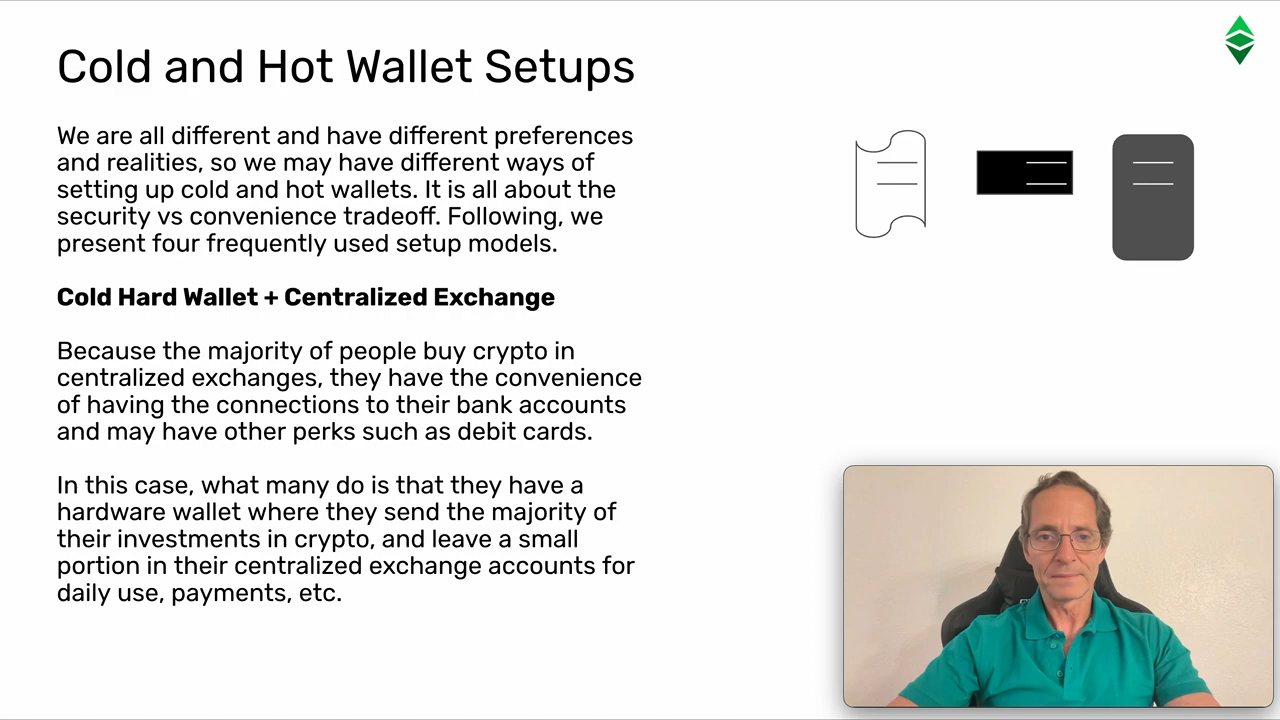 Cold and Hot Wallet Setups
We are all different and have different preferences
and realities, so we may have different ways of
setting up cold and hot wallets. It is all about the
security vs convenience tradeoff. Following, we
present four frequently used setup models.
Cold Hard Wallet + Centralized Exchange
Because the majority of people buy crypto in
centralized exchanges, they have the convenience
of having the connections to their bank accounts
and may have other perks such as debit cards.
In this case, what many do is that they have a
hardware wallet where they send the majority of
their investments in crypto, and leave a small
portion in their centralized exchange accounts for
daily use, payments, etc.